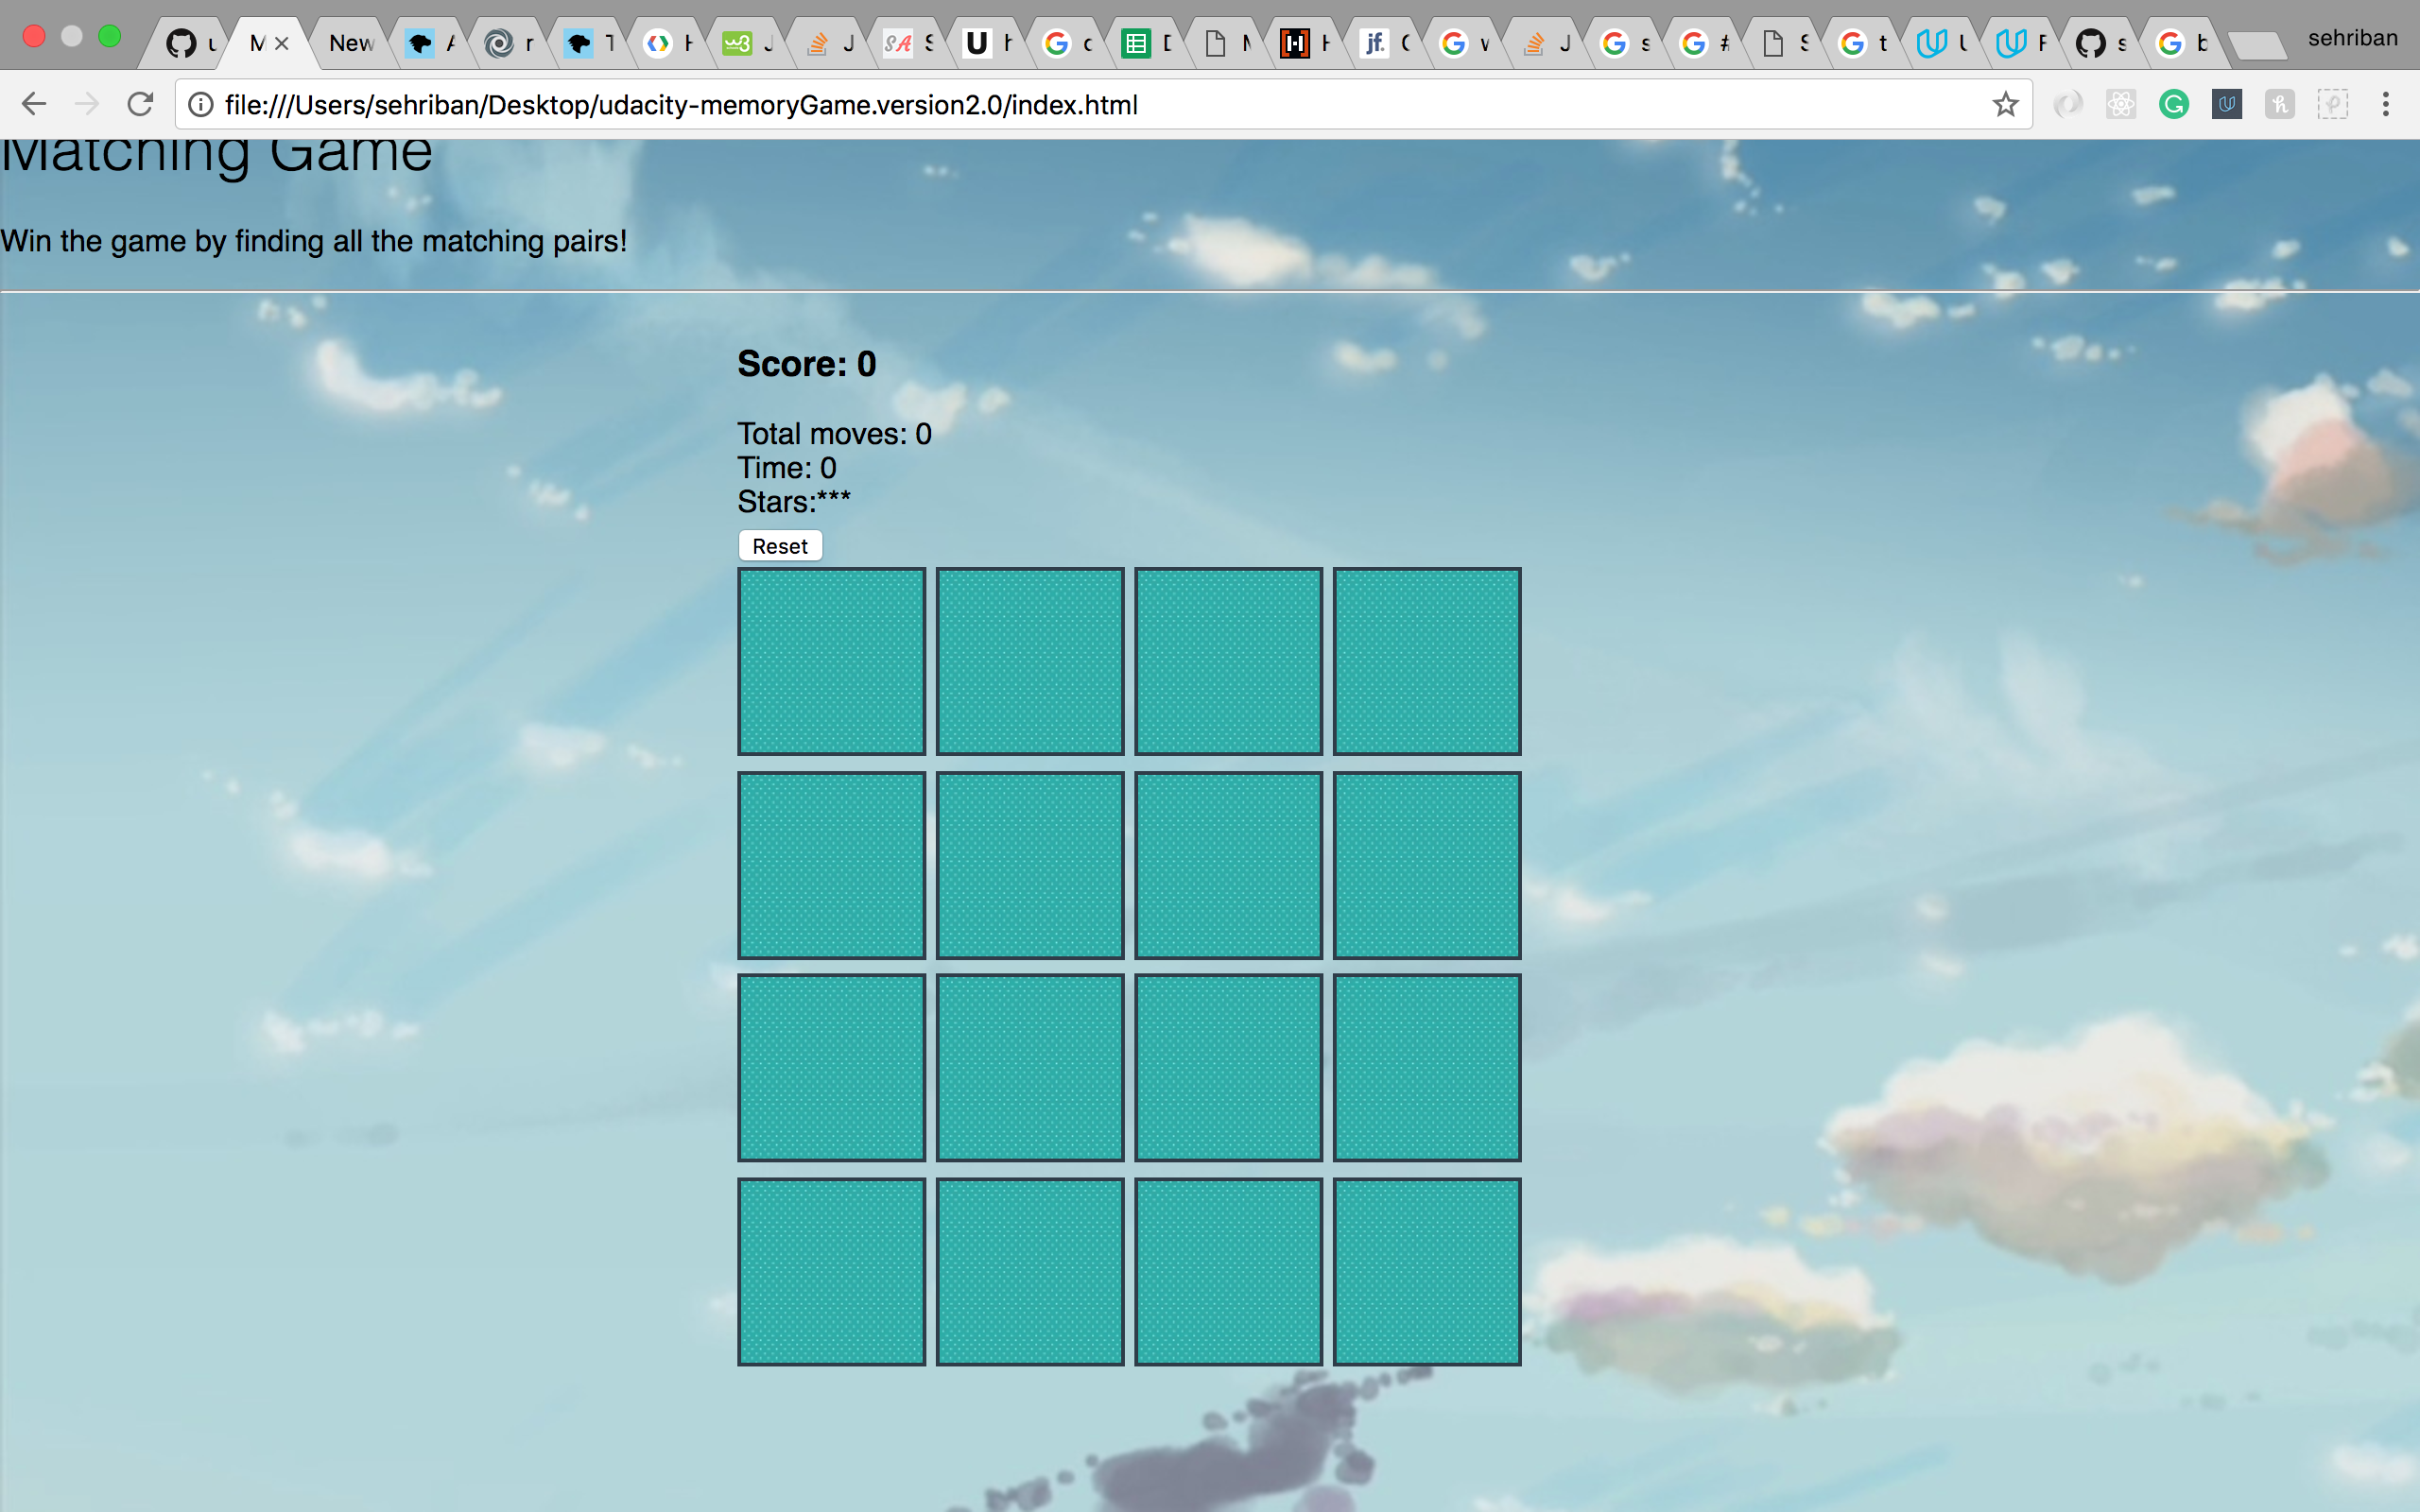 New
sehriban
file:///Users/sehriban/Desktop/udacity-memoryGame.version2.0/index.html
Matching Game
Win the game by finding all the matching pairs!
Score: 0
Total moves: 0
Time: 0
Stars:***
Reset